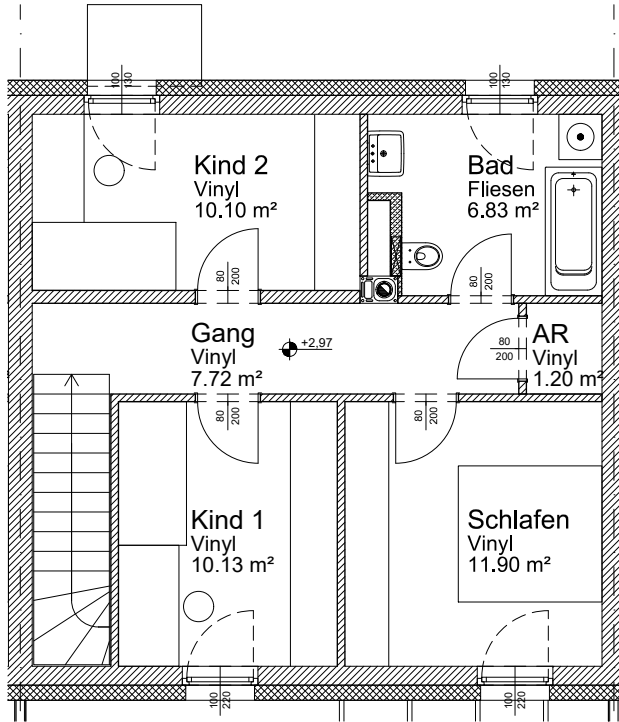 100
130
100
130
Kind 2
Vinyl
10.10 m²
Bad
Fliesen
6.83 m²
80
200
80
200
Gang
Vinyl
7.72 m²
+2,97
80
200
AR
Vinyl
1.20 m²
80
200
80
200
Kind 1
Vinyl
10.13 m²
Schlafen
Vinyl
11.90 m²
100
220
100
220